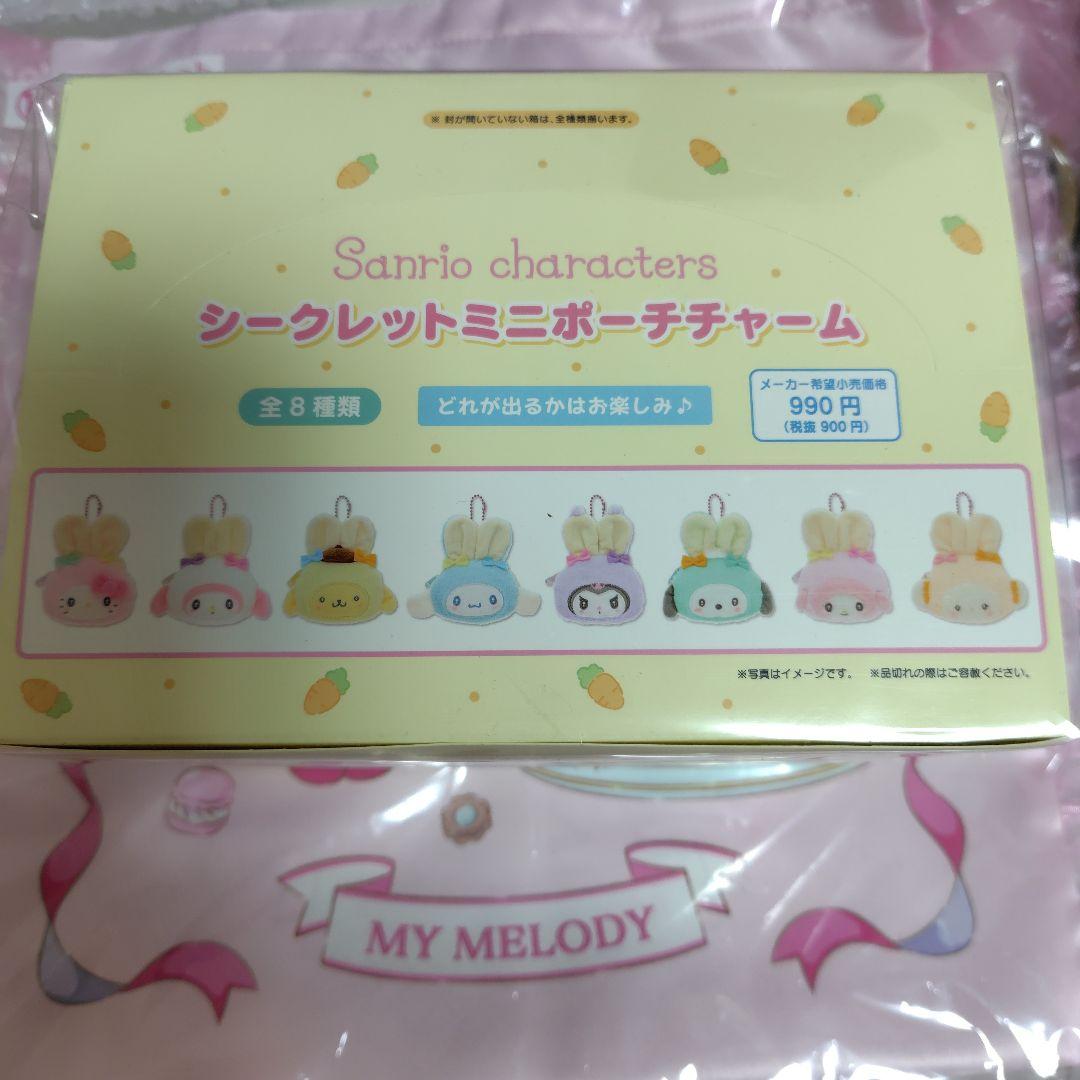 ※ 封が開いていない箱は、全種類揃います。
Sanrio characters
シークレットミニポーチチャーム
全8種類
どれが出るかはお楽しみ♪
メーカー希望小売価格
990円
(税抜 900円)
※写真はイメージです。 ※品切れの際はご容赦ください。
MY MELODY